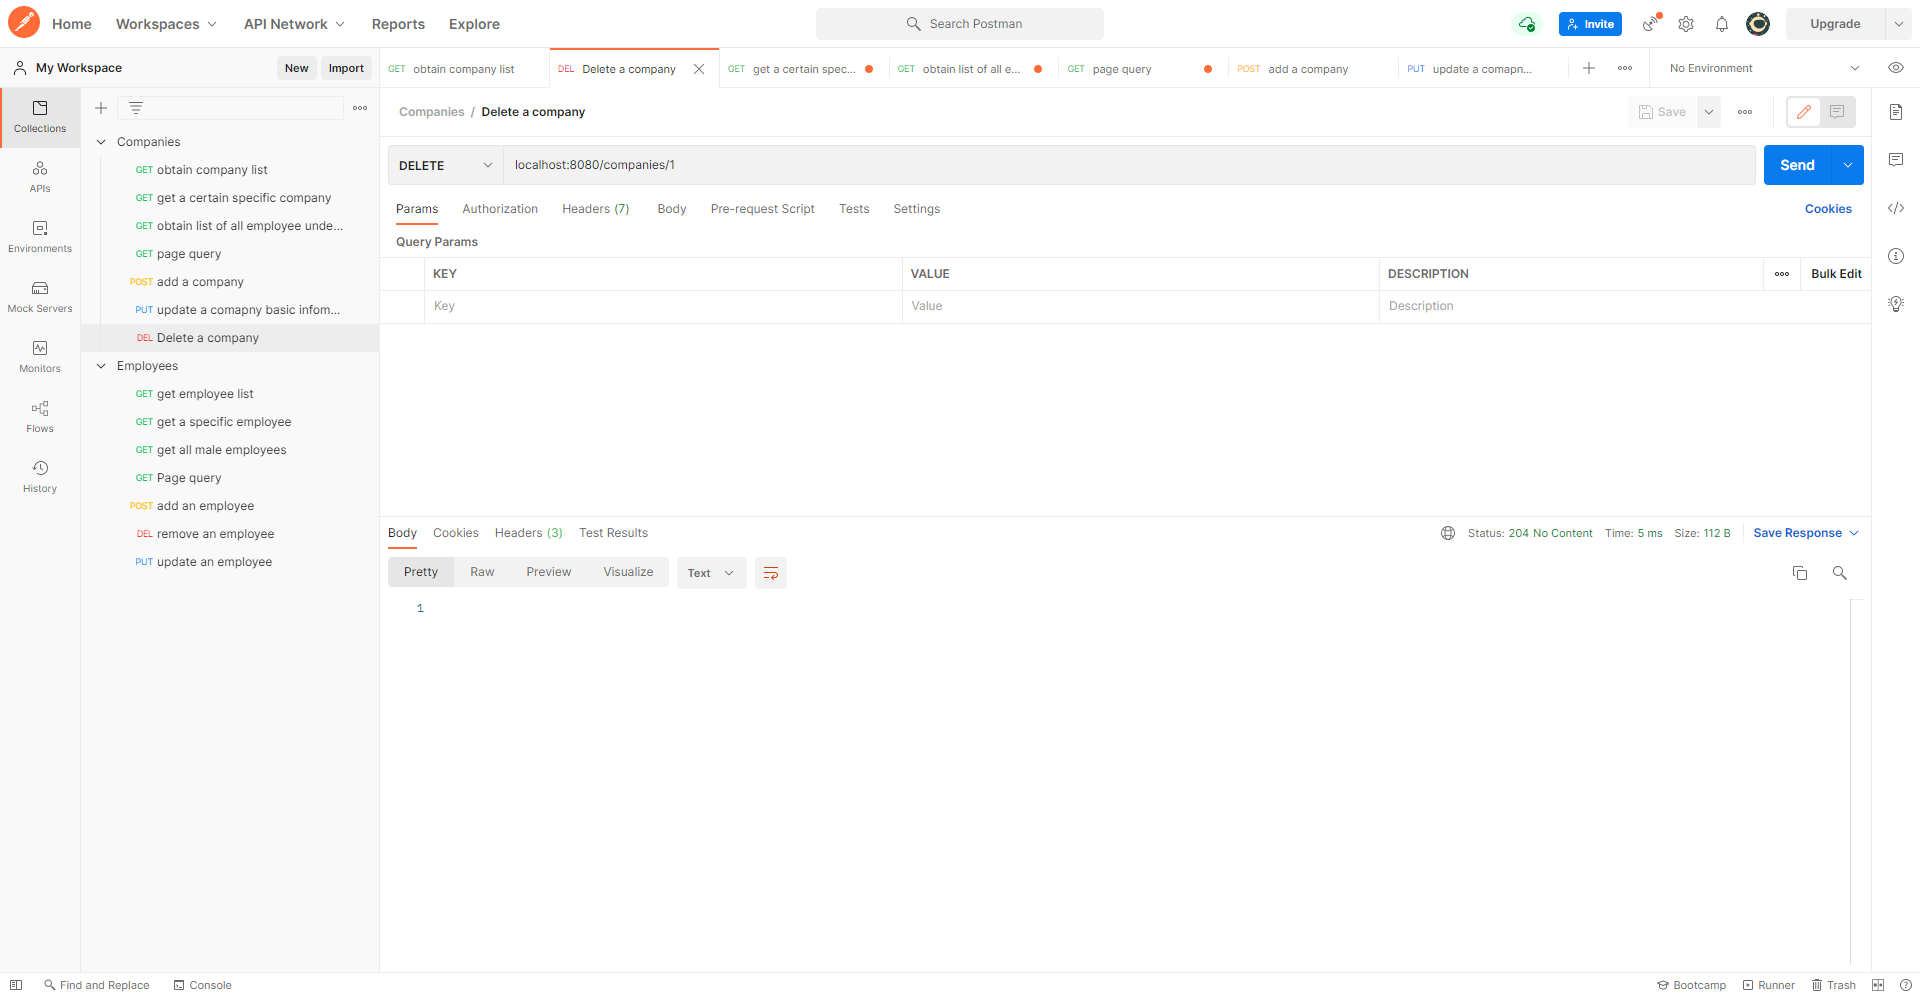 Home Workspaces API Network Reports Explore Search Postman Invite Upgrade
My Workspace New Import GET obtain company list DEL Delete a company GET get a certain spec... GET obtain list of all e... GET page query POST add a company PUT update a comapn... No Environment
Collections
APIs
Environments
Mock Servers
Monitors
Flows
History
Companies
GET obtain company list
GET get a certain specific company
GET obtain list of all employee unde...
GET page query
POST add a company
PUT update a comapny basic infom...
DEL Delete a company
Employees
GET get employee list
GET get a specific employee
GET get all male employees
GET Page query
POST add an employee
DEL remove an employee
PUT update an employee
Companies / Delete a company Save
DELETE localhost:8080/companies/1 Send
Params Authorization Headers (7) Body Pre-request Script Tests Settings Cookies
Query Params
KEY VALUE DESCRIPTION Bulk Edit
Key Value Description
Body Cookies Headers (3) Test Results Status: 204 No Content Time: 5 ms Size: 112 B Save Response
Pretty Raw Preview Visualize Text
1
Find and Replace Console Bootcamp Runner Trash